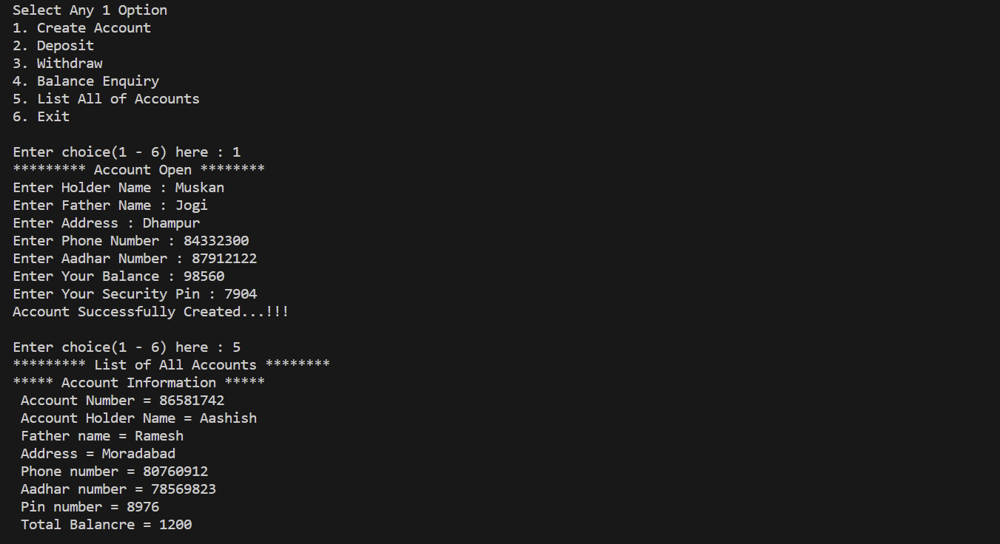 Select Any 1 Option
1. Create Account
2. Deposit
3. Withdraw
4. Balance Enquiry
5. List All of Accounts
6. Exit
Enter choice(1 - 6) here : 1
********* Account Open ********
Enter Holder Name : Muskan
Enter Father Name : Jogi
Enter Address : Dhampur
Enter Phone Number : 84332300
Enter Aadhar Number : 87912122
Enter Your Balance : 98560
Enter Your Security Pin : 7904
Account Successfully Created...!!!
Enter choice(1 - 6) here : 5
********* List of All Accounts ********
***** Account Information *****
Account Number = 86581742
Account Holder Name = Aashish
Father name = Ramesh
Address = Moradabad
Phone number = 80760912
Aadhar number = 78569823
Pin number = 8976
Total Balancre = 1200